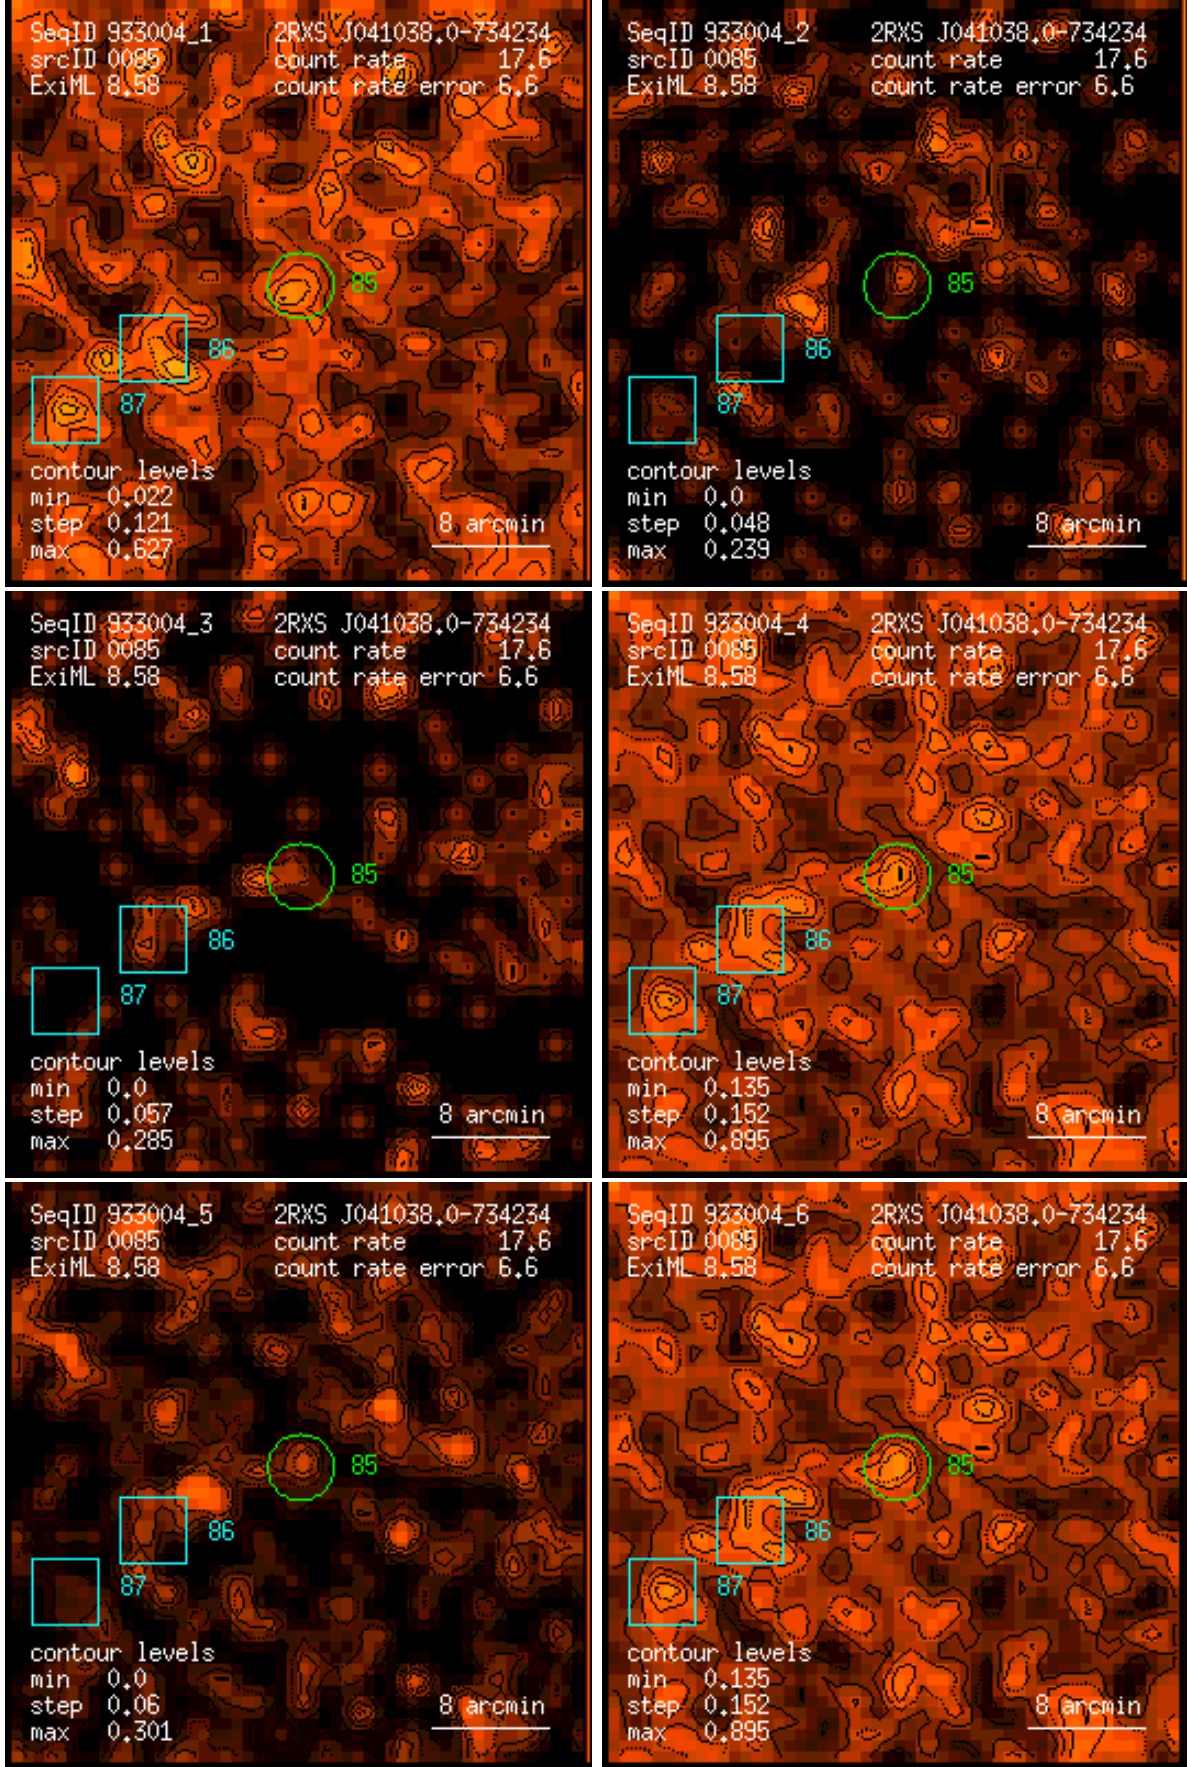 SeqID 933004_1 2RXS J041038.0-734234
srcID 0085 count rate 17.6
ExiML 8.58 count rate error 6.6
85
86
87
contour levels
min 0.022
step 0.121
max 0.627
8 arcmin
SeqID 933004_2 2RXS J041038.0-734234
srcID 0085 count rate 17.6
ExiML 8.58 count rate error 6.6
85
86
87
contour levels
min 0.0
step 0.048
max 0.239
8 arcmin
SeqID 933004_3 2RXS J041038.0-734234
srcID 0085 count rate 17.6
ExiML 8.58 count rate error 6.6
85
86
87
contour levels
min 0.0
step 0.057
max 0.285
8 arcmin
SeqID 933004_4 2RXS J041038.0-734234
srcID 0085 count rate 17.6
ExiML 8.58 count rate error 6.6
85
86
87
contour levels
min 0.135
step 0.152
max 0.895
8 arcmin
SeqID 933004_5 2RXS J041038.0-734234
srcID 0085 count rate 17.6
ExiML 8.58 count rate error 6.6
85
86
87
contour levels
min 0.0
step 0.06
max 0.301
8 arcmin
SeqID 933004_6 2RXS J041038.0-734234
srcID 0085 count rate 17.6
ExiML 8.58 count rate error 6.6
85
86
87
contour levels
min 0.135
step 0.152
max 0.895
8 arcmin